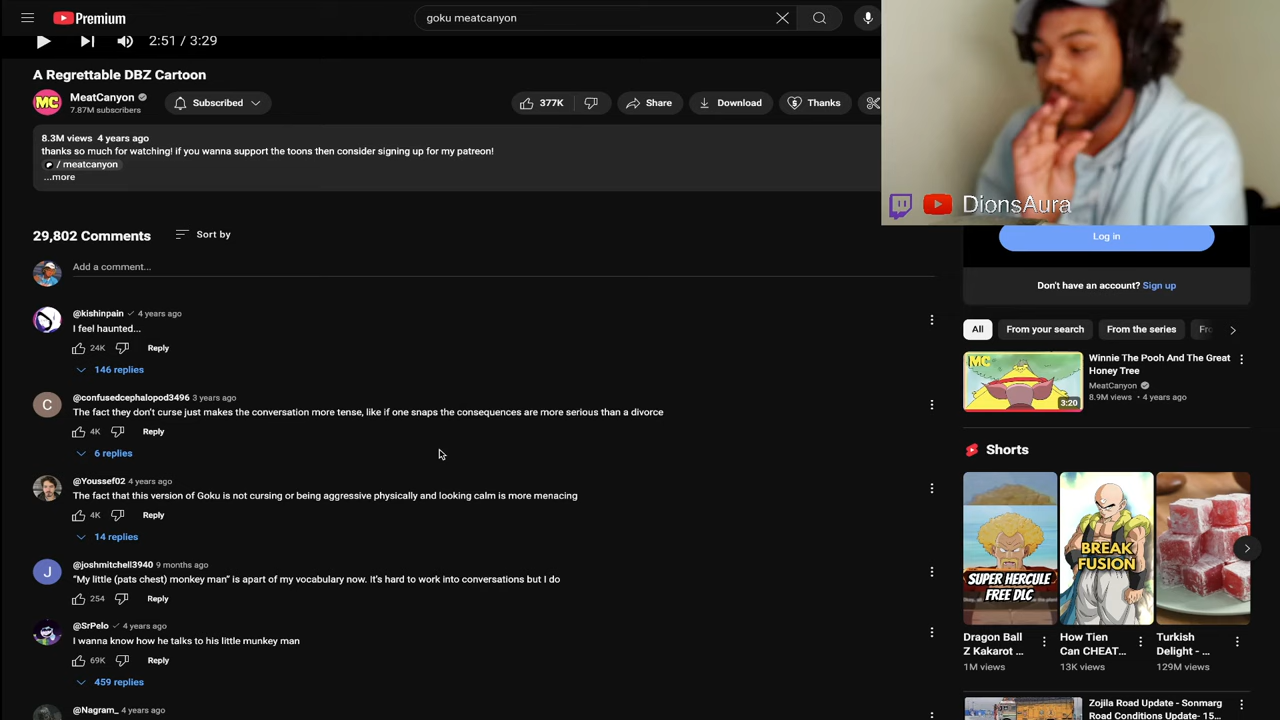 Premium
goku meatcanyon
2:51 / 3:29
A Regrettable DBZ Cartoon
MC
MeatCanyon
7.87M subscribers
Subscribed
377K
Share
Download
Thanks
8.3M views 4 years ago
thanks so much for watching! if you wanna support the toons then consider signing up for my patreon!
/ meatcanyon
...more
DionsAura
Log in
Don't have an account? Sign up
29,802 Comments
Sort by
Add a comment...
@kishinpain 4 years ago
I feel haunted...
24K
Reply
146 replies
C
@confusedcephalopod3496 3 years ago
The fact they don't curse just makes the conversation more tense, like if one snaps the consequences are more serious than a divorce
4K
Reply
6 replies
@Youssef02 4 years ago
The fact that this version of Goku is not cursing or being aggressive physically and looking calm is more menacing
4K
Reply
14 replies
J
@joshmitchell3940 9 months ago
“My little (pats chest) monkey man” is apart of my vocabulary now. It's hard to work into conversations but I do
254
Reply
@SrPelo 4 years ago
I wanna know how he talks to his little munkey man
69K
Reply
459 replies
@Nagram_ 4 years ago
All
From your search
From the series
Fro
MC
3:20
Winnie The Pooh And The Great
Honey Tree
MeatCanyon
8.9M views • 4 years ago
Shorts
SUPER HERCULE
FREE DLC
BREAK
FUSION
Dragon Ball
Z Kakarot ...
1M views
How Tien
Can CHEAT...
13K views
Turkish
Delight - ...
129M views
Zojila Road Update - Sonmarg
Road Conditions Update- 15...